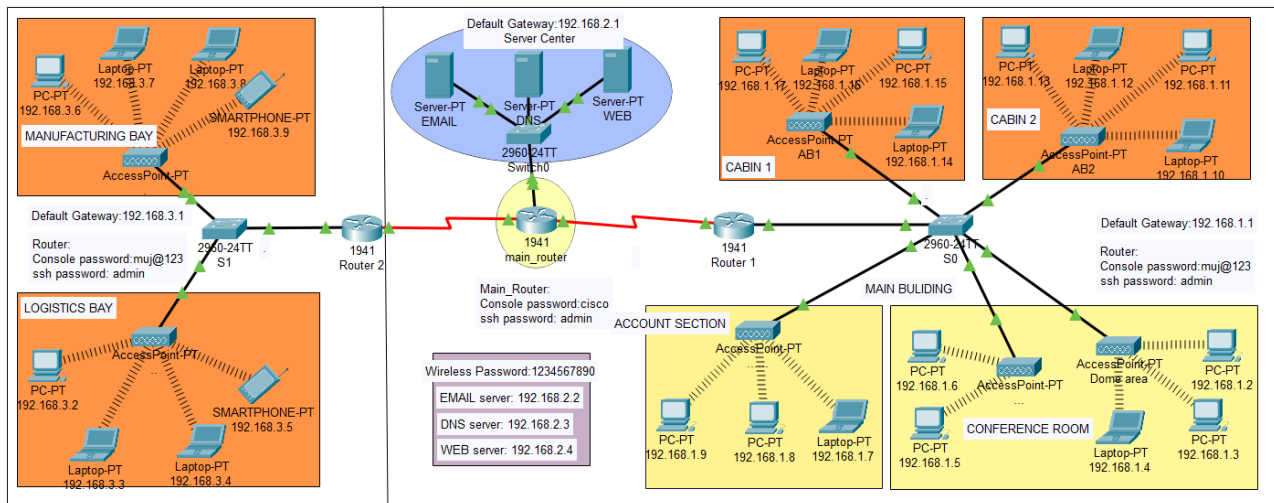 Laptop-PT
192.168.3.7
Laptop-PT
192.168.3.8
PC-PT
192.168.3.6
SMARTPHONE-PT
192.168.3.9
MANUFACTURING BAY
AccessPoint-PT
Default Gateway:192.168.3.1
Router:
Console password:muj@123
ssh password: admin
2960-24TT
S1
1941
Router 2
LOGISTICS BAY
AccessPoint-PT
...
PC-PT
192.168.3.2
SMARTPHONE-PT
192.168.3.5
Laptop-PT
192.168.3.3
Laptop-PT
192.168.3.4
Default Gateway:192.168.2.1
Server Center
Server-PT
EMAIL
Server-PT
DNS
Server-PT
WEB
2960-24TT
Switch0
1941
main_router
Main_Router:
Console password:cisco
ssh password: admin
Wireless Password:1234567890
EMAIL server: 192.168.2.2
DNS server: 192.168.2.3
WEB server: 192.168.2.4
1941
Router 1
PC-PT
192.168.1.17
Laptop-PT
192.168.1.16
PC-PT
192.168.1.15
AccessPoint-PT
AB1
Laptop-PT
192.168.1.14
CABIN 1
PC-PT
192.168.1.13
Laptop-PT
192.168.1.12
PC-PT
192.168.1.11
CABIN 2
AccessPoint-PT
AB2
Laptop-PT
192.168.1.10
2960-24TT
S0
Default Gateway:192.168.1.1
Router:
Console password:muj@123
ssh password: admin
MAIN BULIDING
ACCOUNT SECTION
AccessPoint-PT
...
PC-PT
192.168.1.9
PC-PT
192.168.1.8
Laptop-PT
192.168.1.7
PC-PT
192.168.1.6
AccessPoint-PT
...
AccessPoint-PT
Dome area
PC-PT
192.168.1.2
PC-PT
192.168.1.5
CONFERENCE ROOM
Laptop-PT
192.168.1.4
PC-PT
192.168.1.3